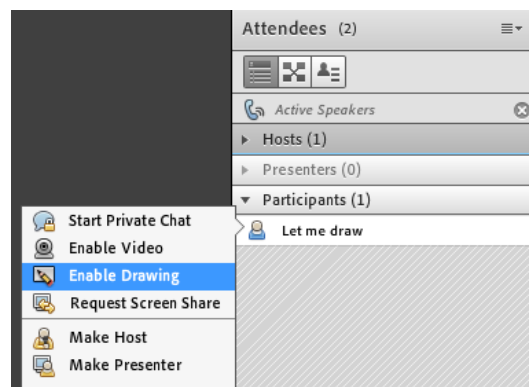 Attendees (2)
Active Speakers
Hosts (1)
Presenters (0)
Participants (1)
Let me draw
Start Private Chat
Enable Video
Enable Drawing
Request Screen Share
Make Host
Make Presenter